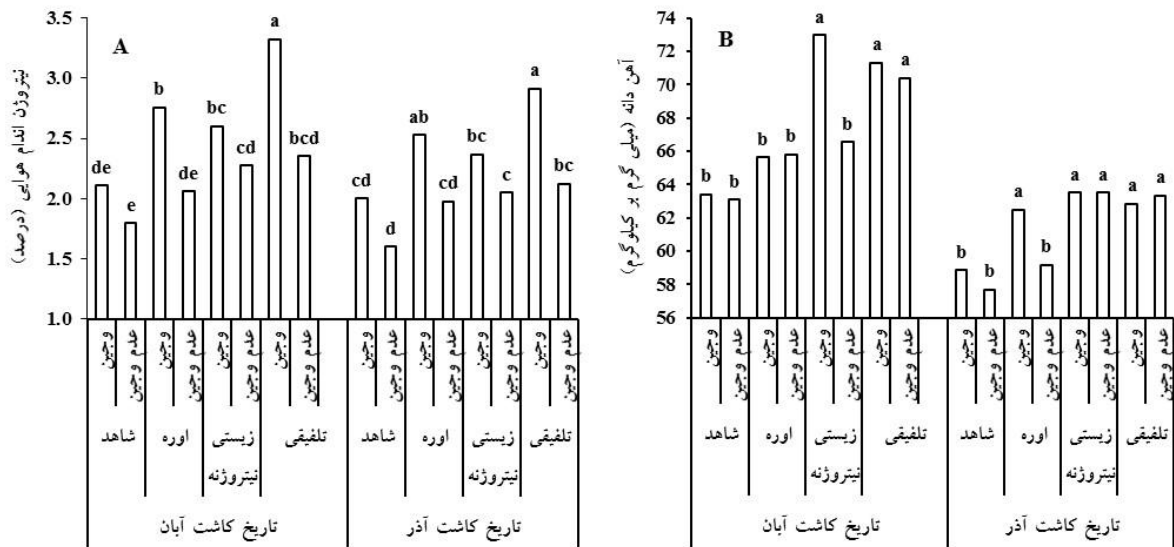 A
نیتروژن اندام هوایی (درصد)
3.5
3.0
2.5
2.0
1.5
1.0
de e b de bc cd a bcd cd d ab cd bc c a bc
وجین عدم وجین وجین عدم وجین وجین عدم وجین وجین عدم وجین وجین عدم وجین وجین عدم وجین وجین عدم وجین وجین عدم وجین
شاهد اوره زیستی تلفیقی شاهد اوره زیستی تلفیقی
نیتروژنه نیتروژنه
تاریخ کاشت آبان تاریخ کاشت آذر
B
آهن دانه (میلی گرم بر کیلوگرم)
74
72
70
68
66
64
62
60
58
56
b b b b a b a a b b a b a a a a
وجین عدم وجین وجین عدم وجین وجین عدم وجین وجین عدم وجین وجین عدم وجین وجین عدم وجین وجین عدم وجین وجین عدم وجین
شاهد اوره زیستی تلفیقی شاهد اوره زیستی تلفیقی
نیتروژنه نیتروژنه
تاریخ کاشت آبان تاریخ کاشت آذر